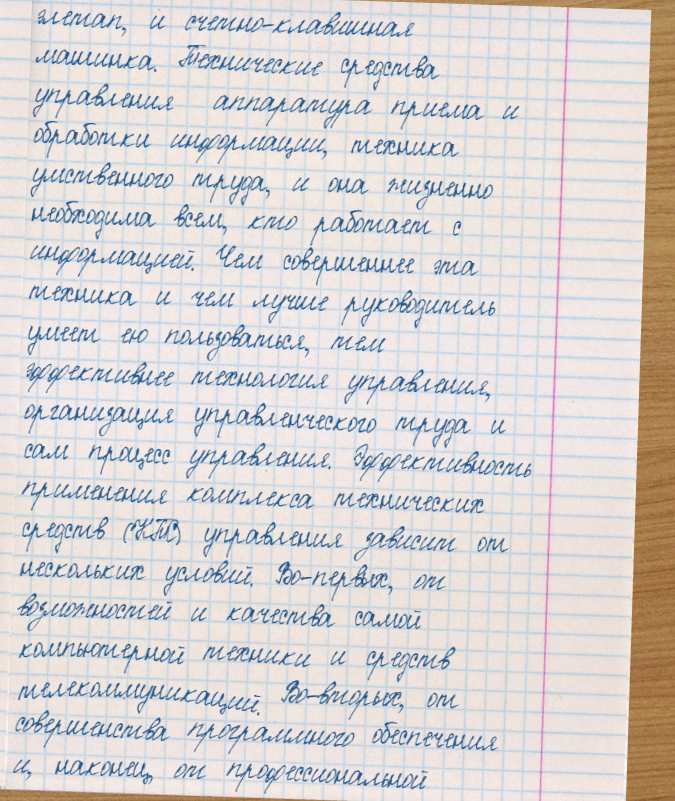 элетап, и счетно-клавишная
машинка. Технические средства
управления аппаратура приема и
обработки информации, техника
умственного труда, и она жизненно
необходима всем, кто работает с
информацией. Чем совершеннее эта
техника и чем лучше руководитель
умеет ею пользоваться, тем
эффективнее технология управления,
организация управленческого труда и
сам процесс управления. Эффективность
применения комплекса технических
средств (КТС) управления зависит от
нескольких условий. Во-первых, от
возможностей и качества самой
компьютерной техники и средств
телекоммуникаций. Во-вторых, от
совершенства программного обеспечения
и, наконец, от профессиональной